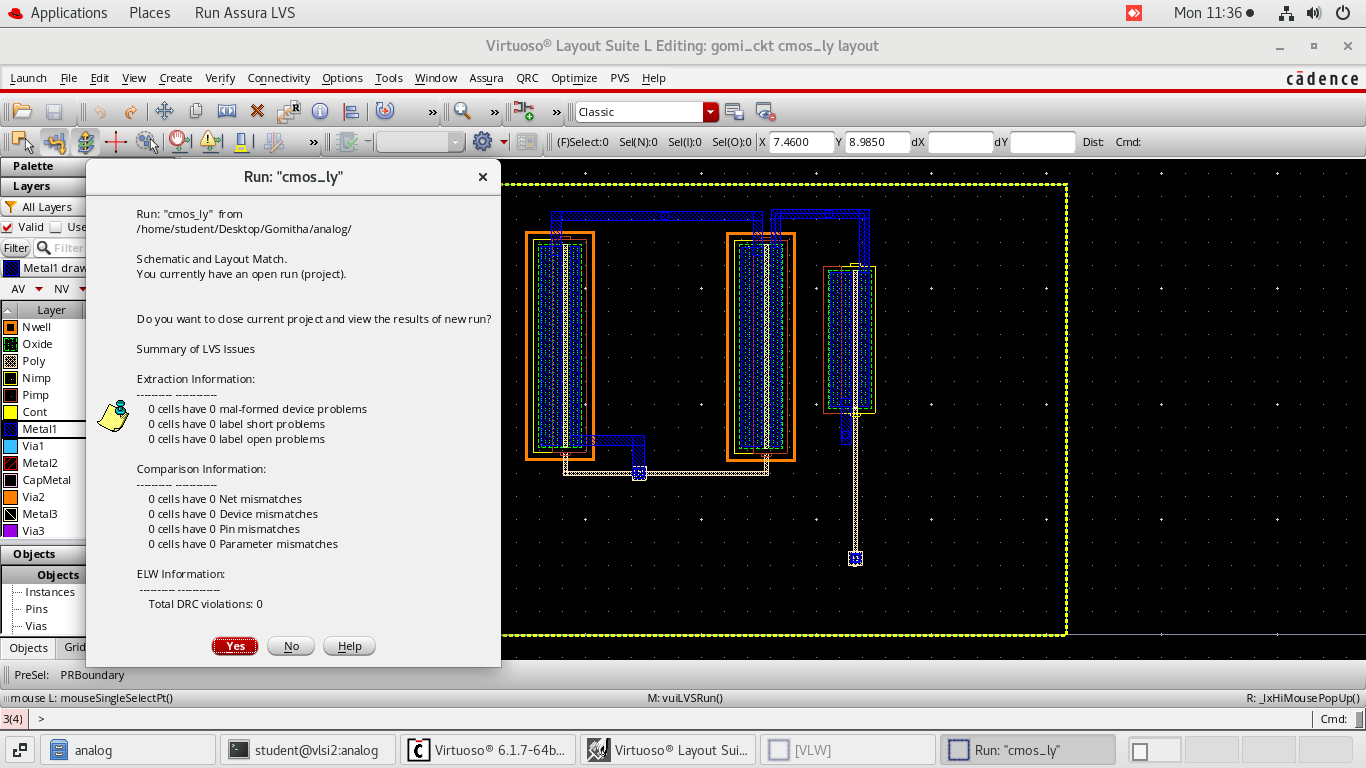 Applications Places Run Assura LVS Mon 11:36
Virtuoso® Layout Suite L Editing: gomi_ckt cmos_ly layout
Launch File Edit View Create Verify Connectivity Options Tools Window Assura QRC Optimize PVS Help cādence
» » Classic
» (F)Select:0 Sel(N):0 Sel(I):0 Sel(O):0 X 7.4600 Y 8.9850 dX dY Dist: Cmd:
Palette
Layers
All Layers
Valid Used
Filter Filter
Metal1 draw
AV NV
Layer
Nwell
Oxide
Poly
Nimp
Pimp
Cont
Metal1
Via1
Metal2
CapMetal
Via2
Metal3
Via3
Objects
Objects
Instances
Pins
Vias
Objects Grid
Run: "cmos_ly"
Run: "cmos_ly" from
/home/student/Desktop/Gomitha/analog/
Schematic and Layout Match.
You currently have an open run (project).
Do you want to close current project and view the results of new run?
Summary of LVS Issues
Extraction Information:
---------- ------------
0 cells have 0 mal-formed device problems
0 cells have 0 label short problems
0 cells have 0 label open problems
Comparison Information:
---------- ------------
0 cells have 0 Net mismatches
0 cells have 0 Device mismatches
0 cells have 0 Pin mismatches
0 cells have 0 Parameter mismatches
ELW Information:
---------- ------------
Total DRC violations: 0
Yes No Help
PreSel: PRBoundary
mouse L: mouseSingleSelectPt() M: vuiLVSRun() R: _lxHiMousePopUp()
3(4) > Cmd:
analog student@vlsi2:analog Virtuoso® 6.1.7-64b... Virtuoso® Layout Sui... [VLW] Run: "cmos_ly"